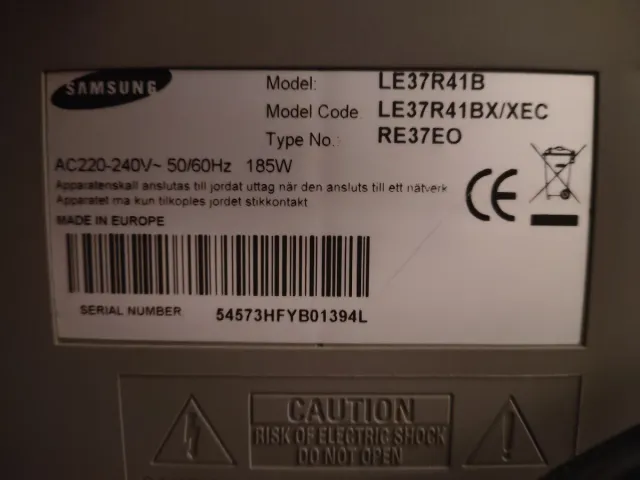 SAMSUNG
Model: LE37R41B
Model Code. LE37R41BX/XEC
Type No.: RE37EO
AC220-240V~ 50/60Hz 185W
Apparatenskall anslutas till jordat uttag när den ansluts till ett nätverk
Apparatet ma kun tilkoples jordet stikkontakt
MADE IN EUROPE
CE
SERIAL NUMBER 54573HFYB01394L
CAUTION
RISK OF ELECTRIC SHOCK
DO NOT OPEN